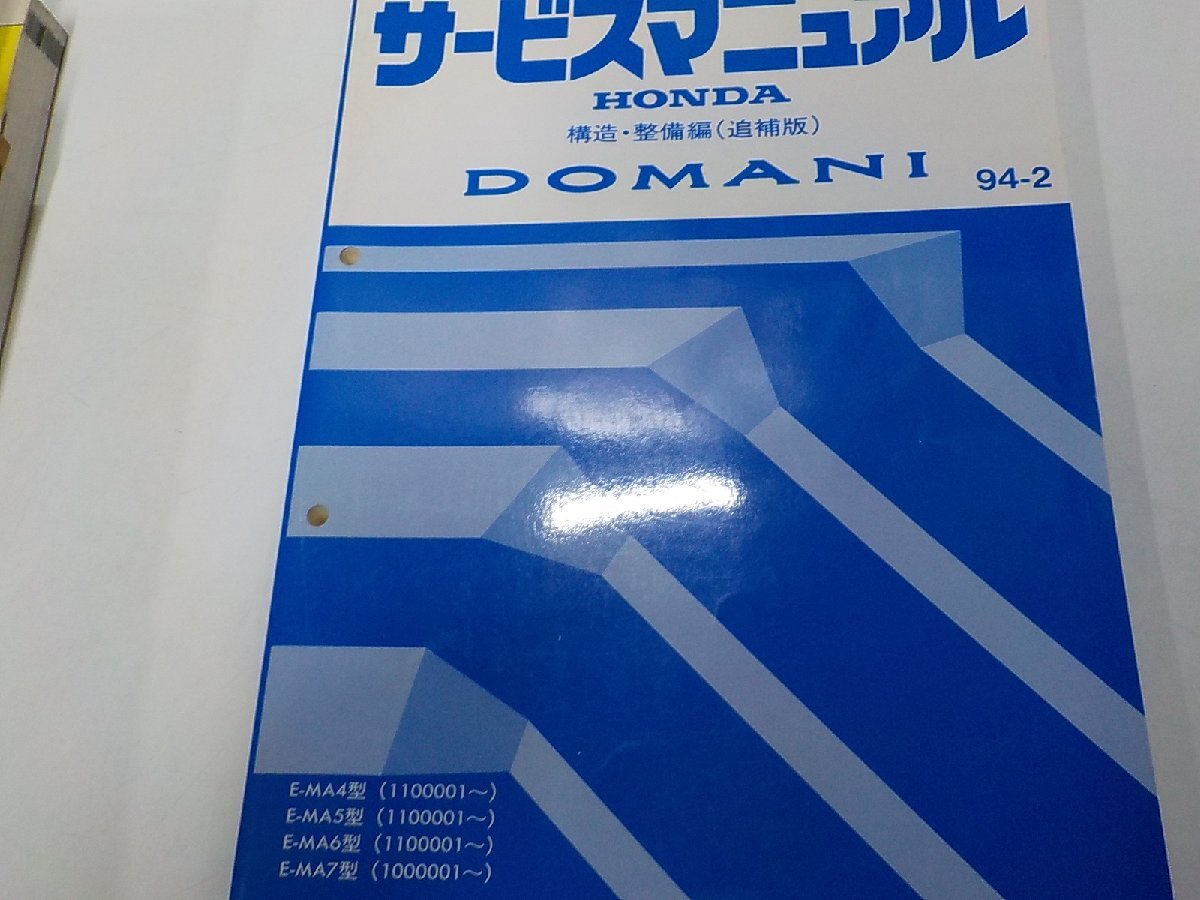 サービスマニュアル
HONDA
構造・整備編(追補版)
DOMANI 94-2
E-MA4型 (1100001～)
E-MA5型 (1100001～)
E-MA6型 (1100001～)
E-MA7型 (1000001～)